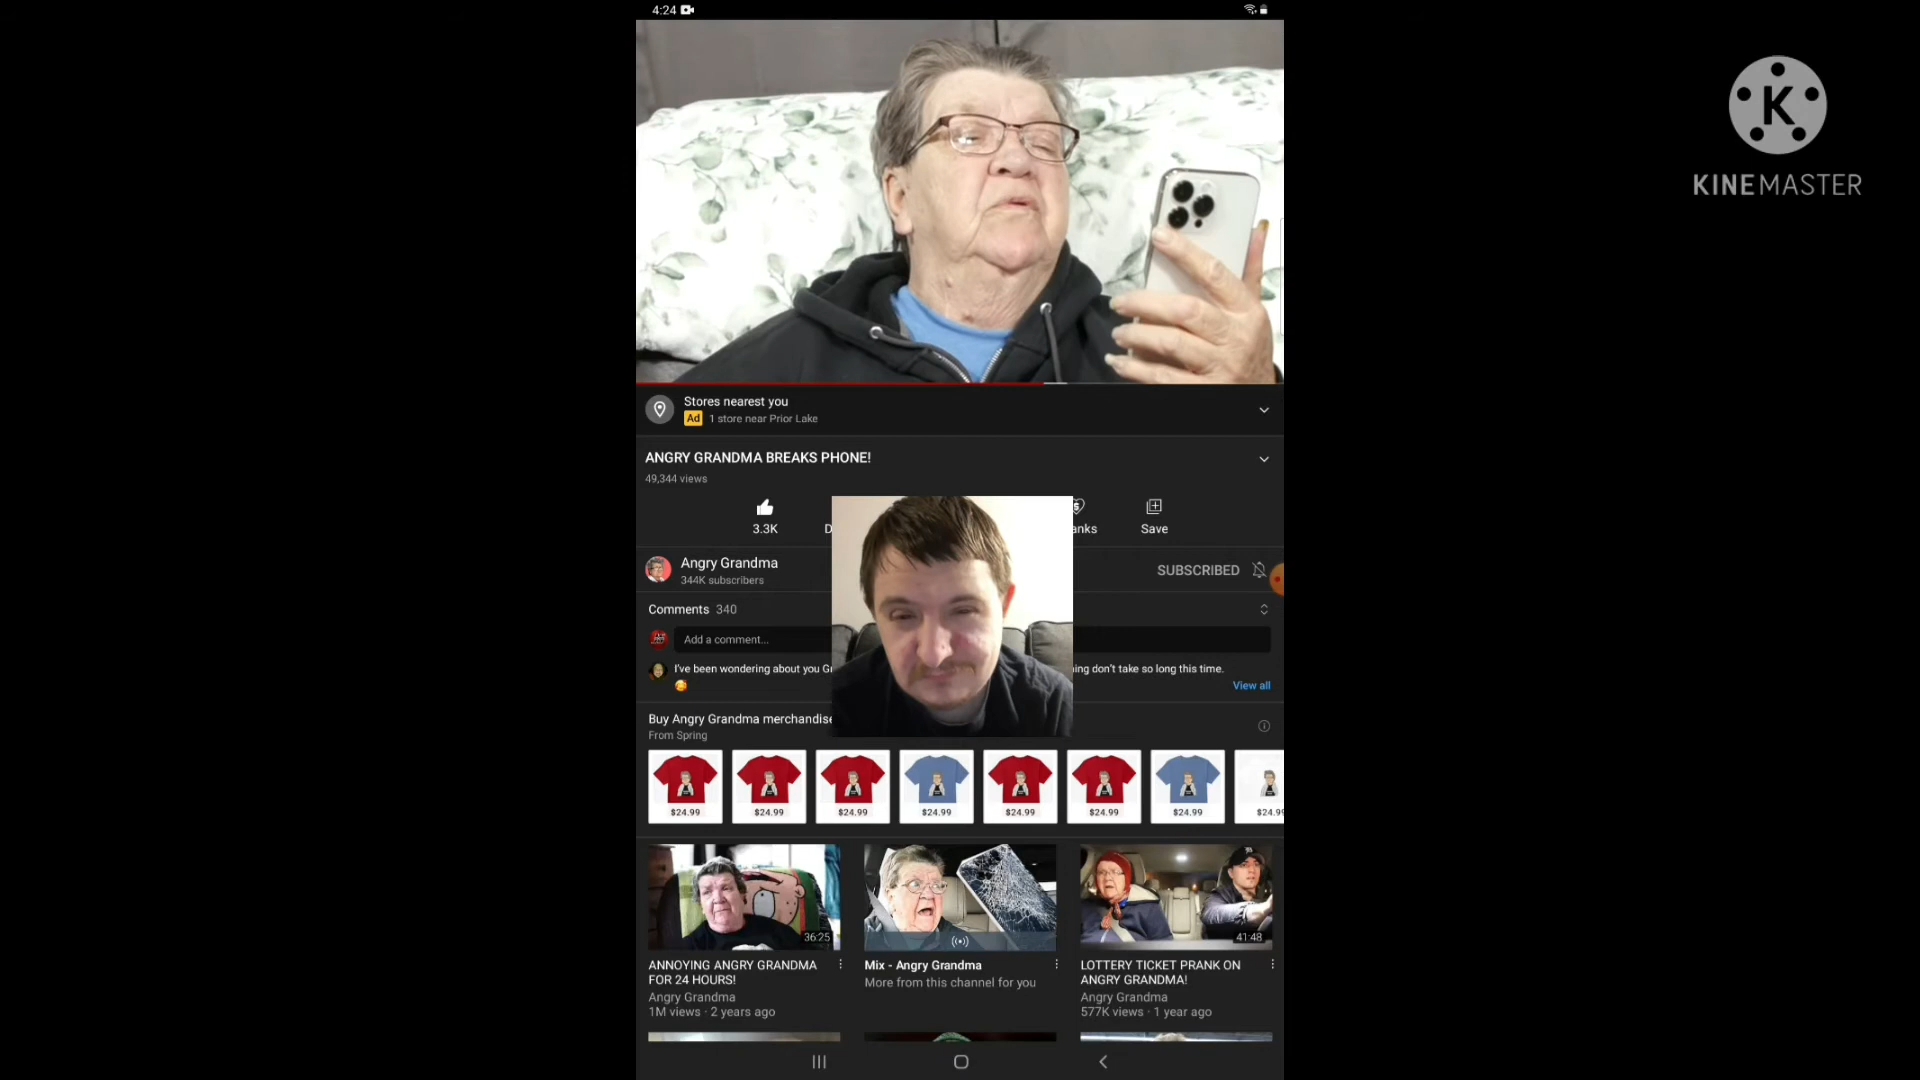 4:24
KINEMASTER
Stores nearest you
Ad 1 store near Prior Lake
ANGRY GRANDMA BREAKS PHONE!
49,344 views
3.3K
D
anks
Save
Angry Grandma
344K subscribers
SUBSCRIBED
Comments 340
Add a comment...
I've been wondering about you G
ing don't take so long this time.
View all
Buy Angry Grandma merchandise
From Spring
$24.99 $24.99 $24.99 $24.99 $24.99 $24.99 $24.99 $24.99
36:25
41:48
ANNOYING ANGRY GRANDMA
FOR 24 HOURS!
Angry Grandma
1M views · 2 years ago
Mix - Angry Grandma
More from this channel for you
LOTTERY TICKET PRANK ON
ANGRY GRANDMA!
Angry Grandma
577K views · 1 year ago